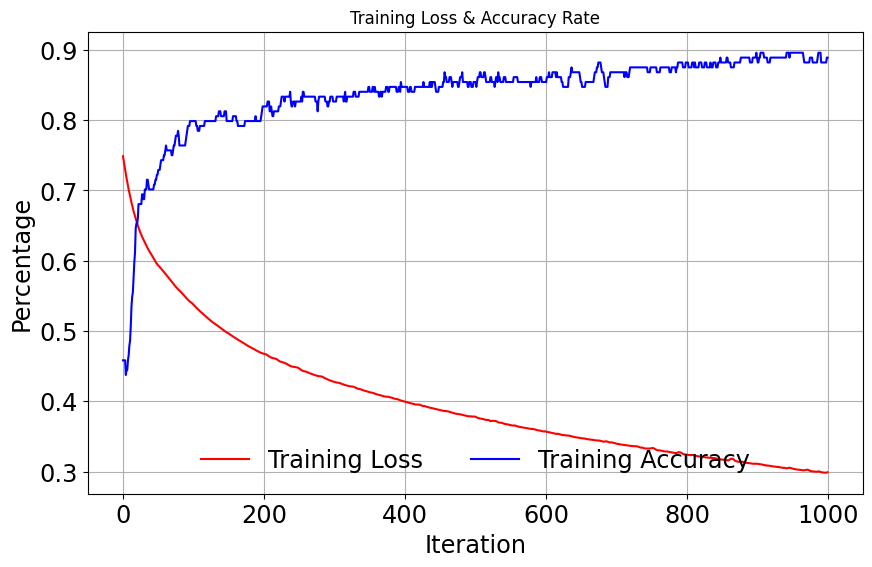 Training Loss & Accuracy Rate
0.9
0.8
0.7
0.6
0.5
0.4
0.3
Percentage
Training Loss
Training Accuracy
0 200 400 600 800 1000
Iteration